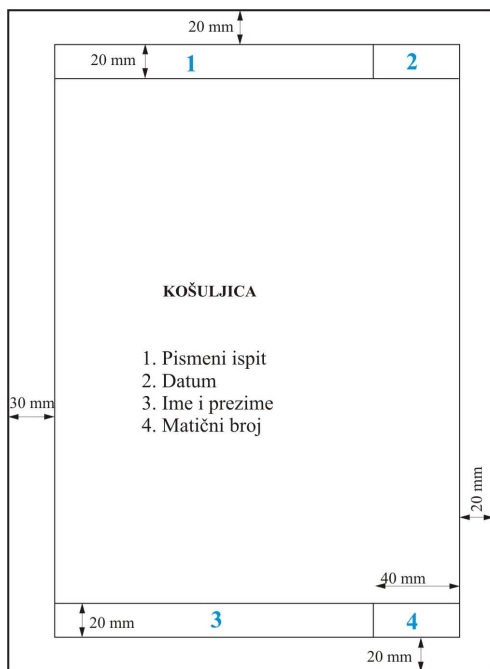 20 mm
20 mm
1
2
KOŠULJICA
1. Pismeni ispit
2. Datum
3. Ime i prezime
4. Matični broj
30 mm
20 mm
40 mm
20 mm
3
4
20 mm